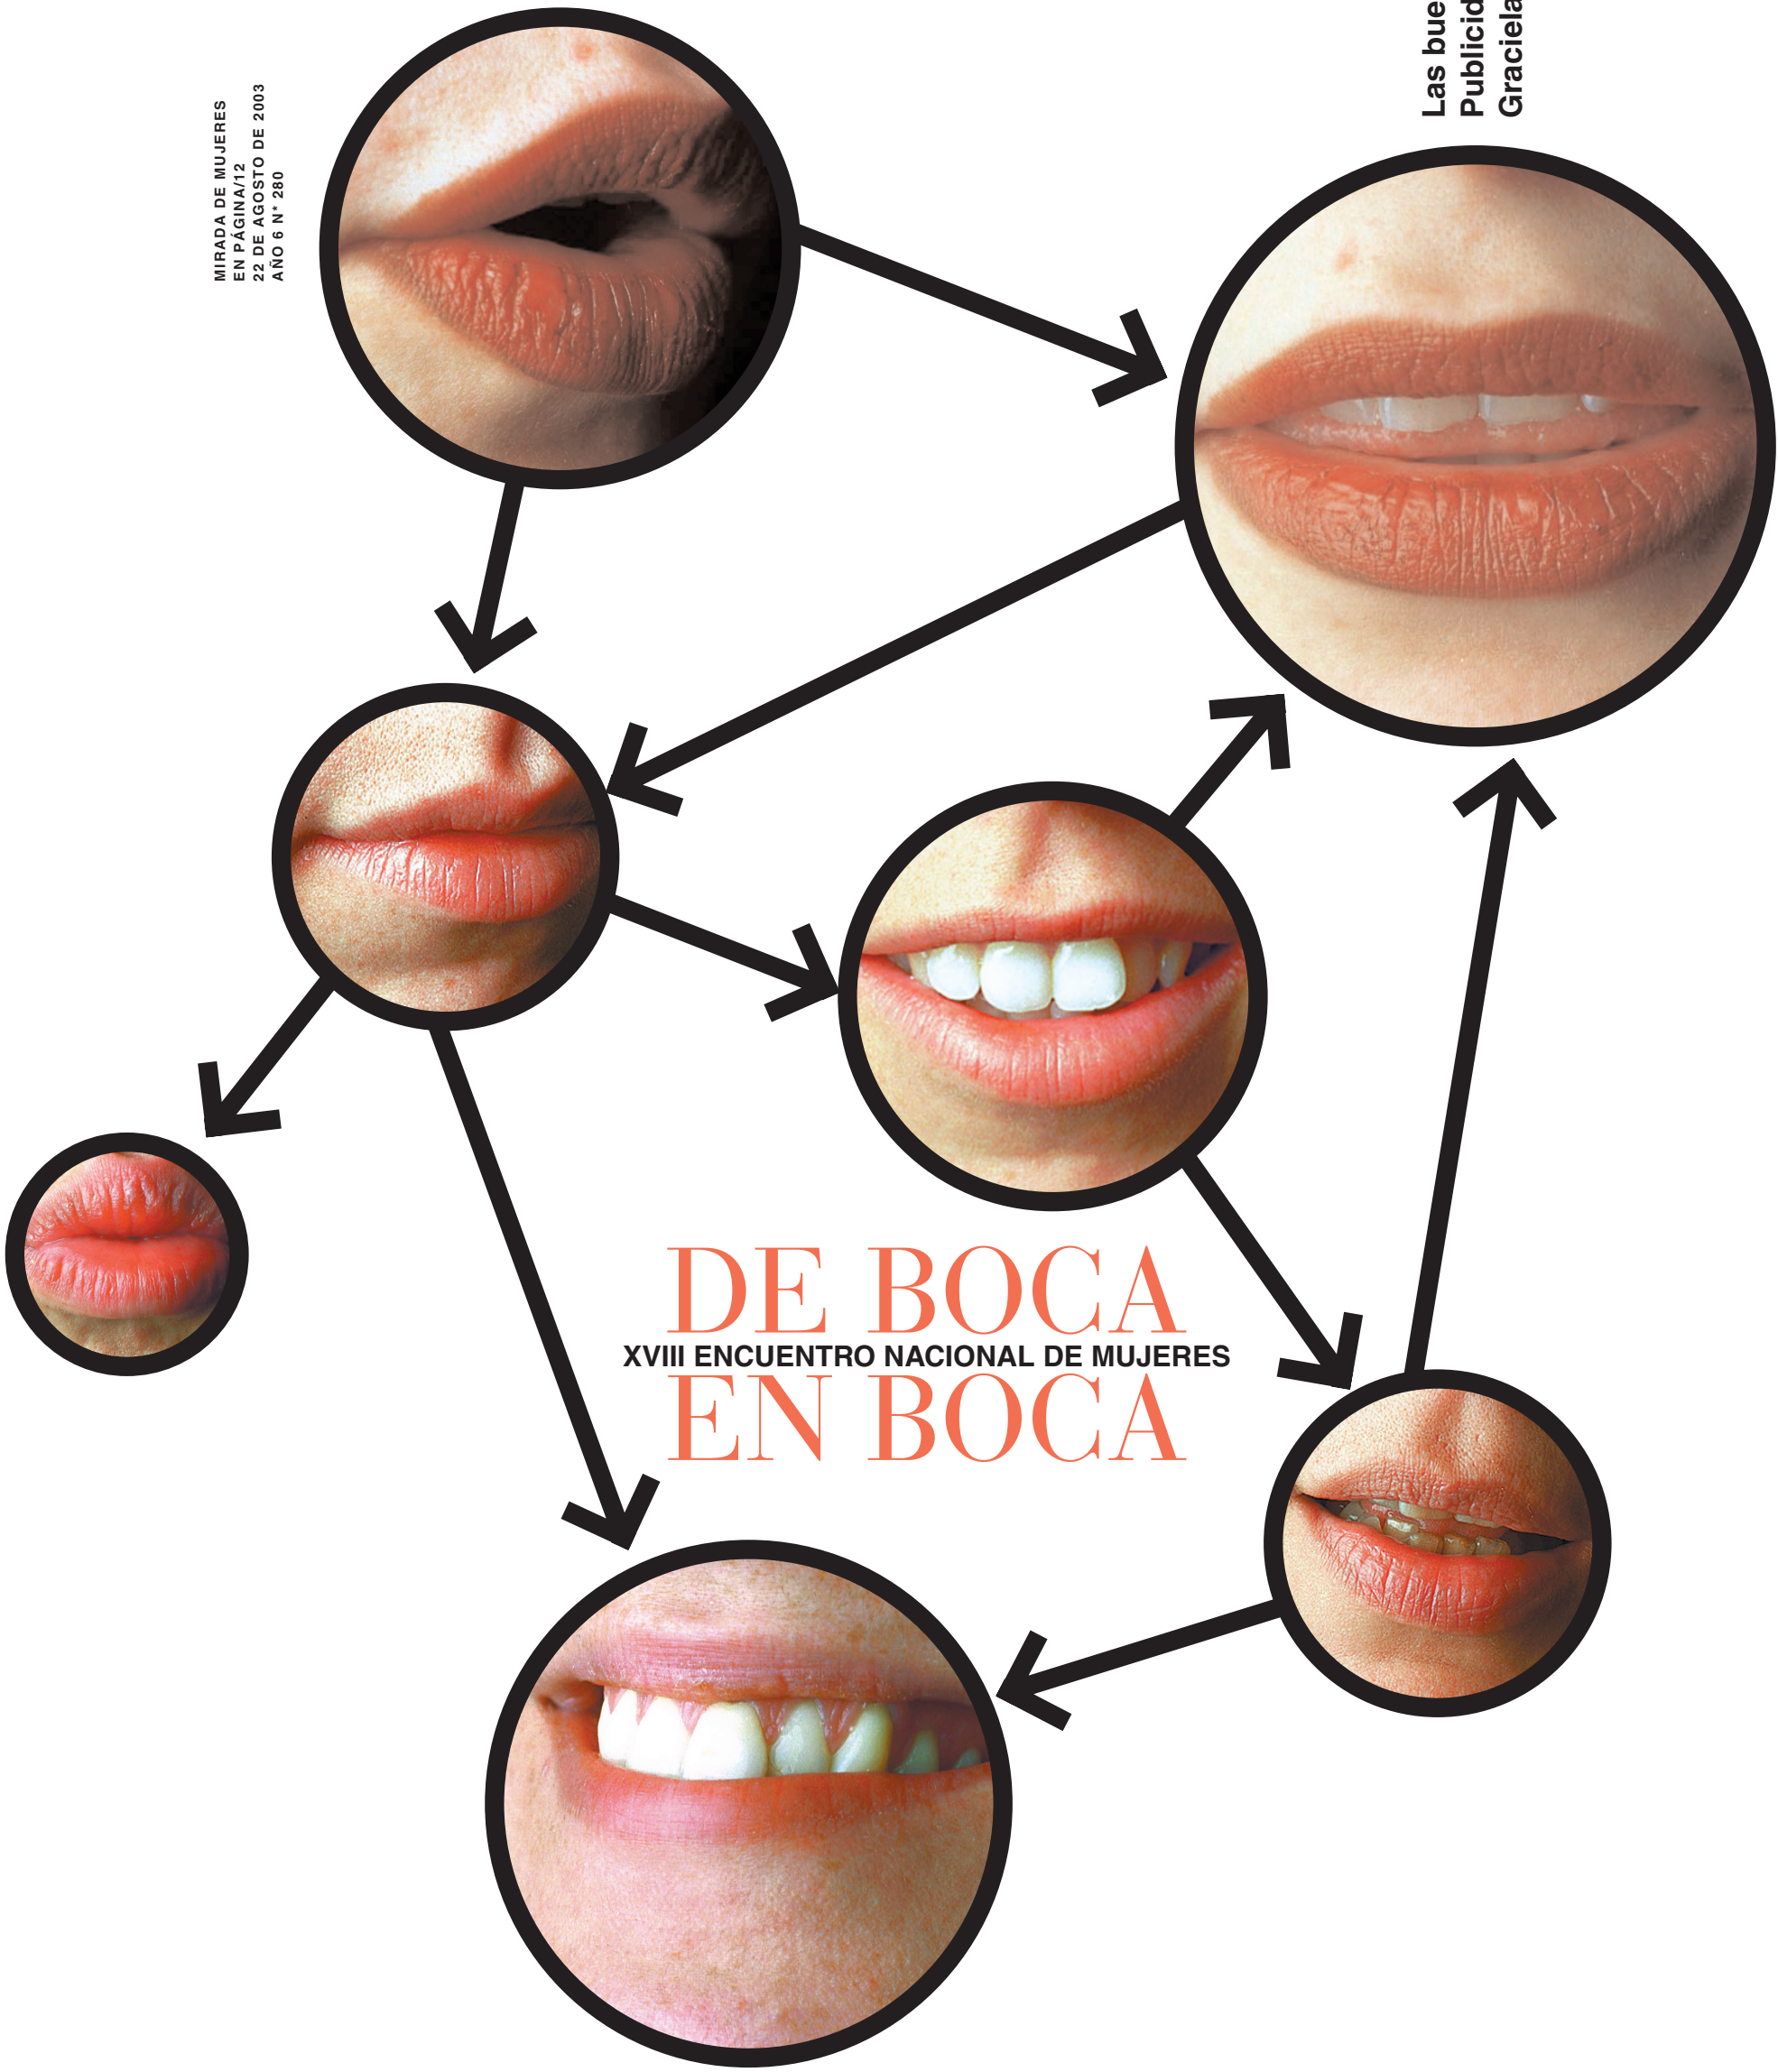 MIRADA DE MUJERES
EN PÁGINA/12
22 DE AGOSTO DE 2003
AÑO 6 N* 280
Las bue
Publicid
Graciela
DE BOCA
XVIII ENCUENTRO NACIONAL DE MUJERES
EN BOCA